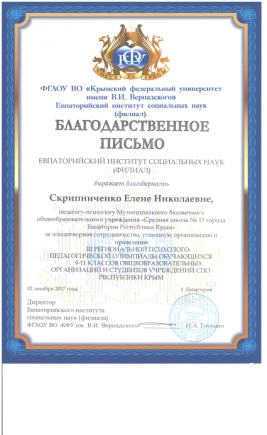 ФГАОУ ВО «Крымский федеральный университет
имени В.И. Вернадского»
Евпаторийский институт социальных наук
(филиал).
БЛАГОДАРСТВЕННОЕ
ПИСЬМО
ЕВПАТОРИЙСКИЙ ИНСТИТУТ СОЦИАЛЬНЫХ НАУК
(ФИЛИАЛ)
выражает благодарность
Скрипниченко Елене Николаевне,
педагогу-психологу Муниципального бюджетного
общеобразовательного учреждения «Средняя школа № 13 города
Евпатории Республики Крым»
за плодотворное сотрудничество, успешную организацию и
проведение
III РЕГИОНАЛЬНОЙ ПСИХОЛОГО-
ПЕДАГОГИЧЕСКОЙ ОЛИМПИАДЫ ОБУЧАЮЩИХСЯ
9-11 КЛАССОВ ОБЩЕОБРАЗОВАТЕЛЬНЫХ
ОРГАНИЗАЦИЙ И СТУДЕНТОВ УЧРЕЖДЕНИЙ СПО
РЕСПУБЛИКИ КРЫМ
02 декабря 2017 года
г. Евпатория
Директор
Евпаторийского института
социальных наук (филиала)
ФГАОУ ВО «КФУ им. В.И. Вернадского»
Н.А. Глузман